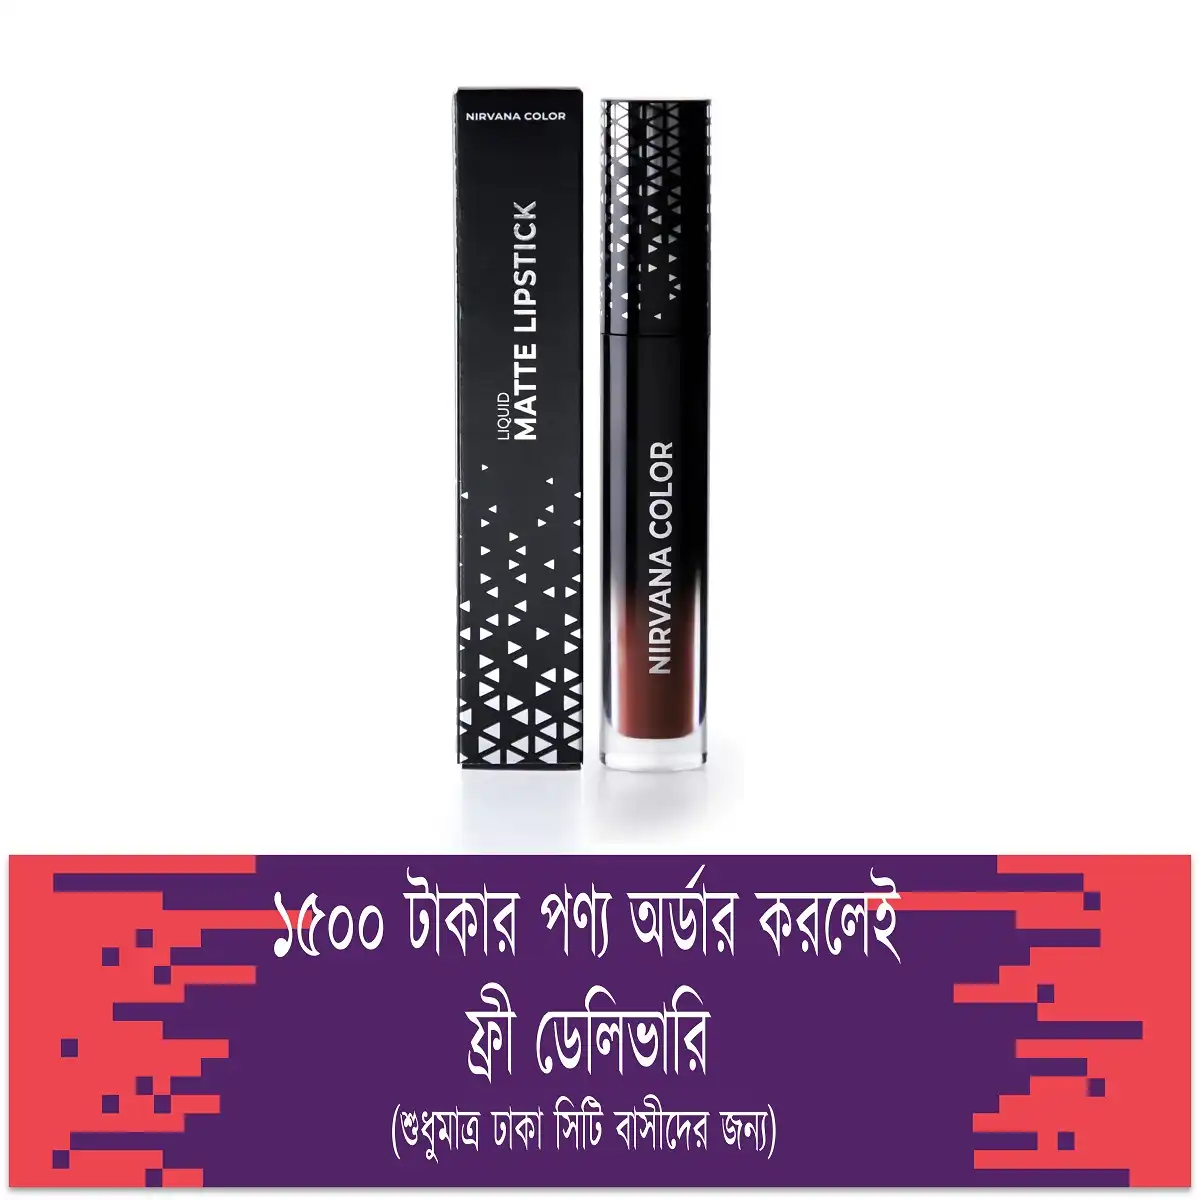 NIRVANA COLOR
LIQUID
MATTE LIPSTICK
NIRVANA COLOR
১৫০০ টাকার পণ্য অর্ডার করলেই
ফ্রী ডেলিভারি
(শুধুমাত্র ঢাকা সিটি বাসীদের জন্য)